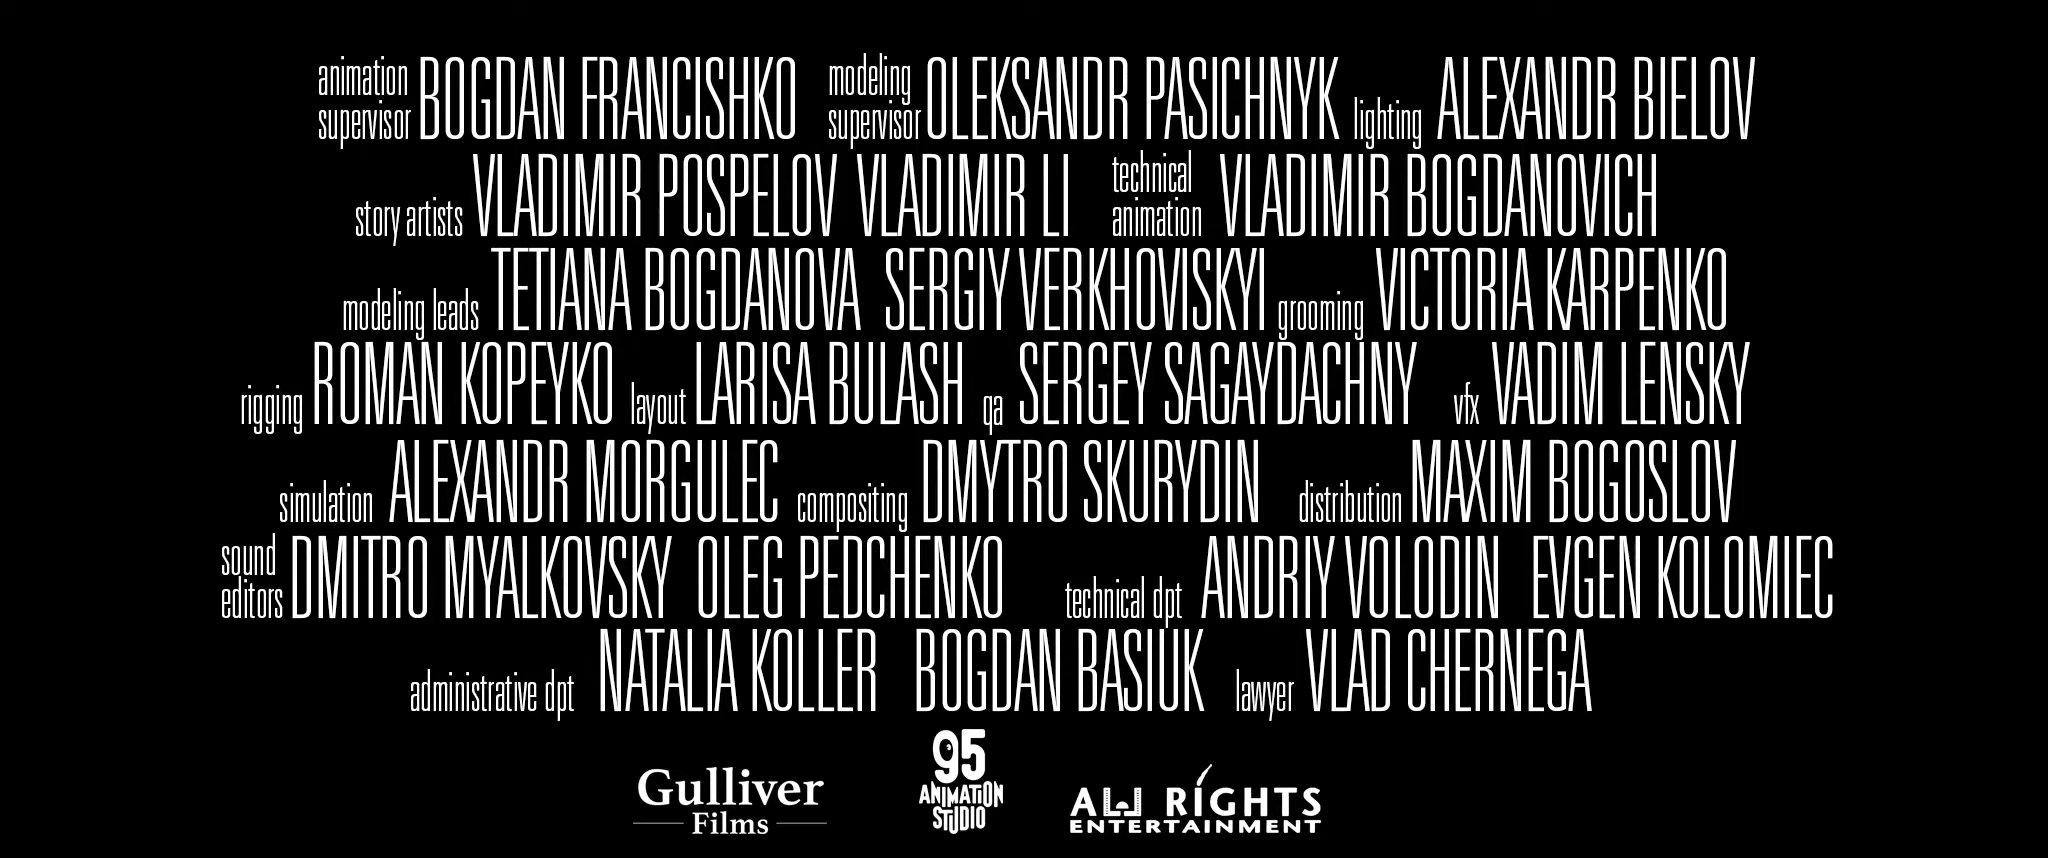 animation supervisor BOGDAN FRANCISHKO modeling supervisor OLEKSANDR PASICHNYK lighting ALEXANDR BIELOV
story artists VLADIMIR POSPELOV VLADIMIR LI technical animation VLADIMIR BOGDANOVICH
modeling leads TETIANA BOGDANOVA SERGIY VERKHOVISKYI grooming VICTORIA KARPENKO
rigging ROMAN KOPEYKO layout LARISA BULASH qa SERGEY SAGAYDACHNY vfx VADIM LENSKY
simulation ALEXANDR MORGULEC compositing DMYTRO SKURYDIN distribution MAXIM BOGOSLOV
sound editors DMITRO MYALKOVSKY OLEG PEDCHENKO technical dpt ANDRIY VOLODIN EVGEN KOLOMIEC
administrative dpt NATALIA KOLLER BOGDAN BASIUK lawyer VLAD CHERNEGA
Gulliver
Films
95
ANIMATION
STUDIO
ALL RIGHTS
ENTERTAINMENT